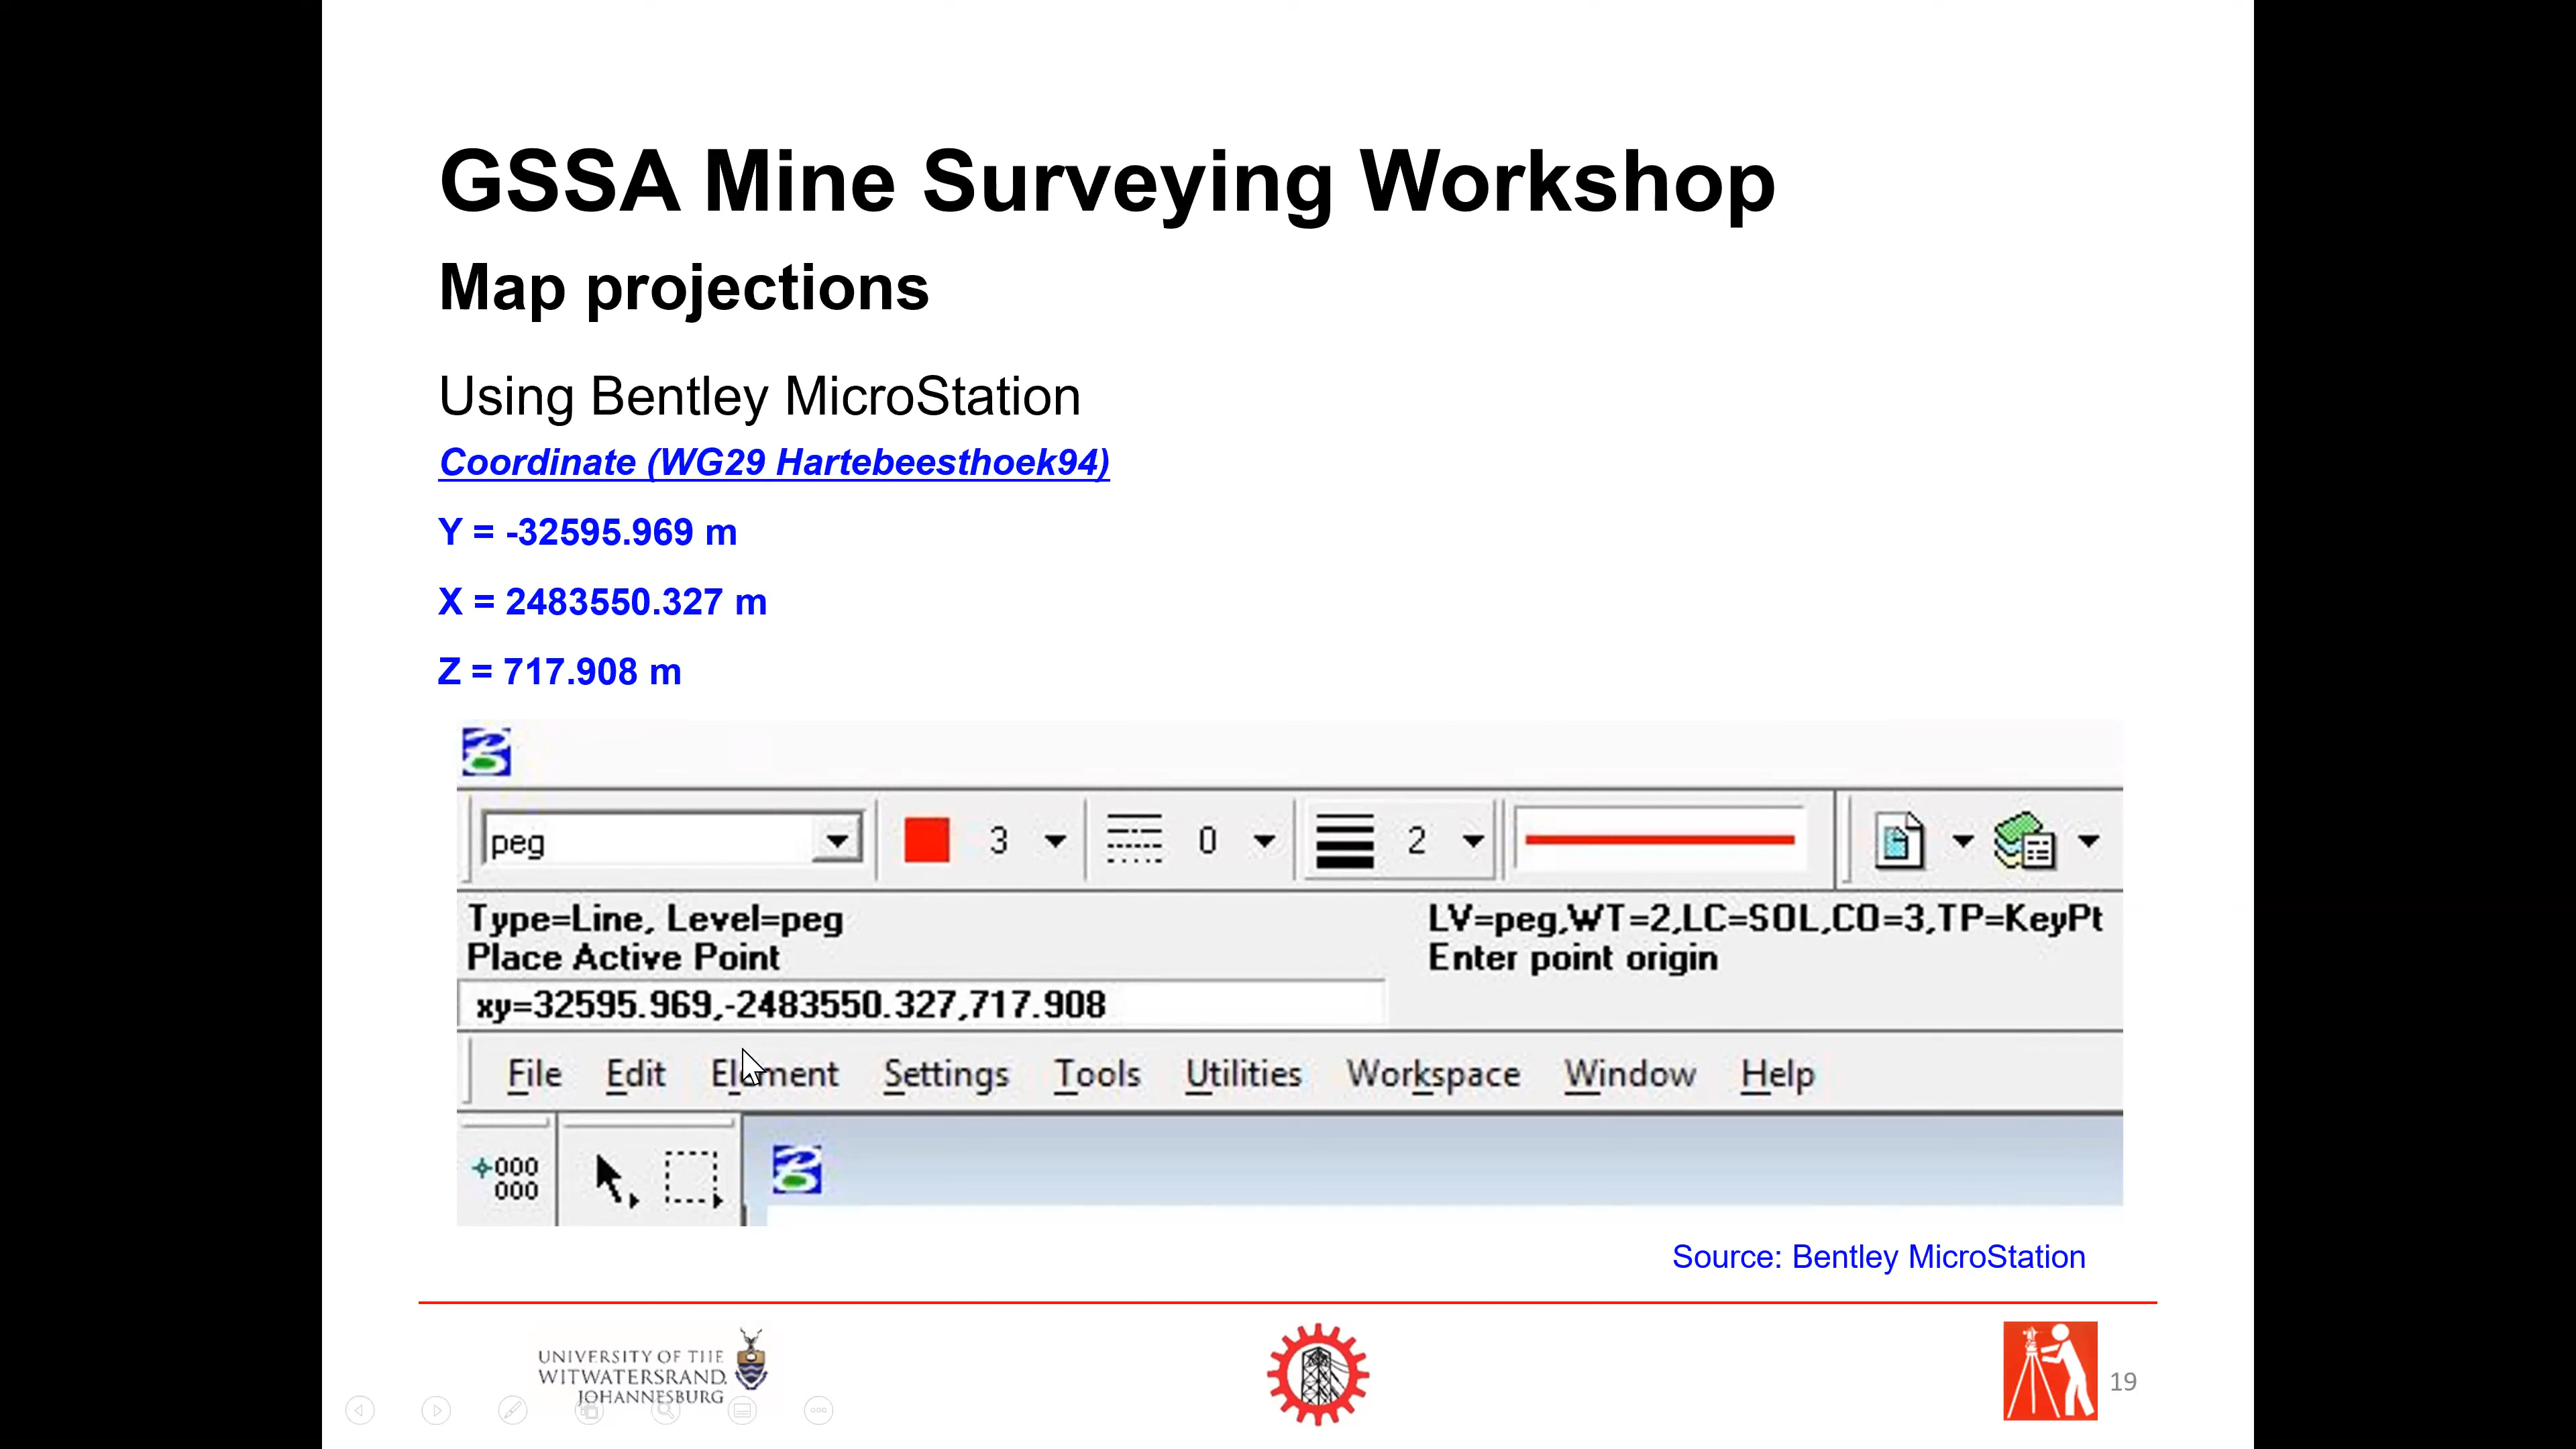 GSSA Mine Surveying Workshop
Map projections
Using Bentley MicroStation
Coordinate (WG29 Hartebeesthoek94)
Y = -32595.969 m
X = 2483550.327 m
Z = 717.908 m
peg 3 0 2
Type=Line, Level=peg LV=peg,WT=2,LC=SOL,CO=3,TP=KeyPt
Place Active Point Enter point origin
xy=32595.969,-2483550.327,717.908
File Edit Element Settings Tools Utilities Workspace Window Help
000
000
Source: Bentley MicroStation
UNIVERSITY OF THE
WITWATERSRAND,
JOHANNESBURG
19